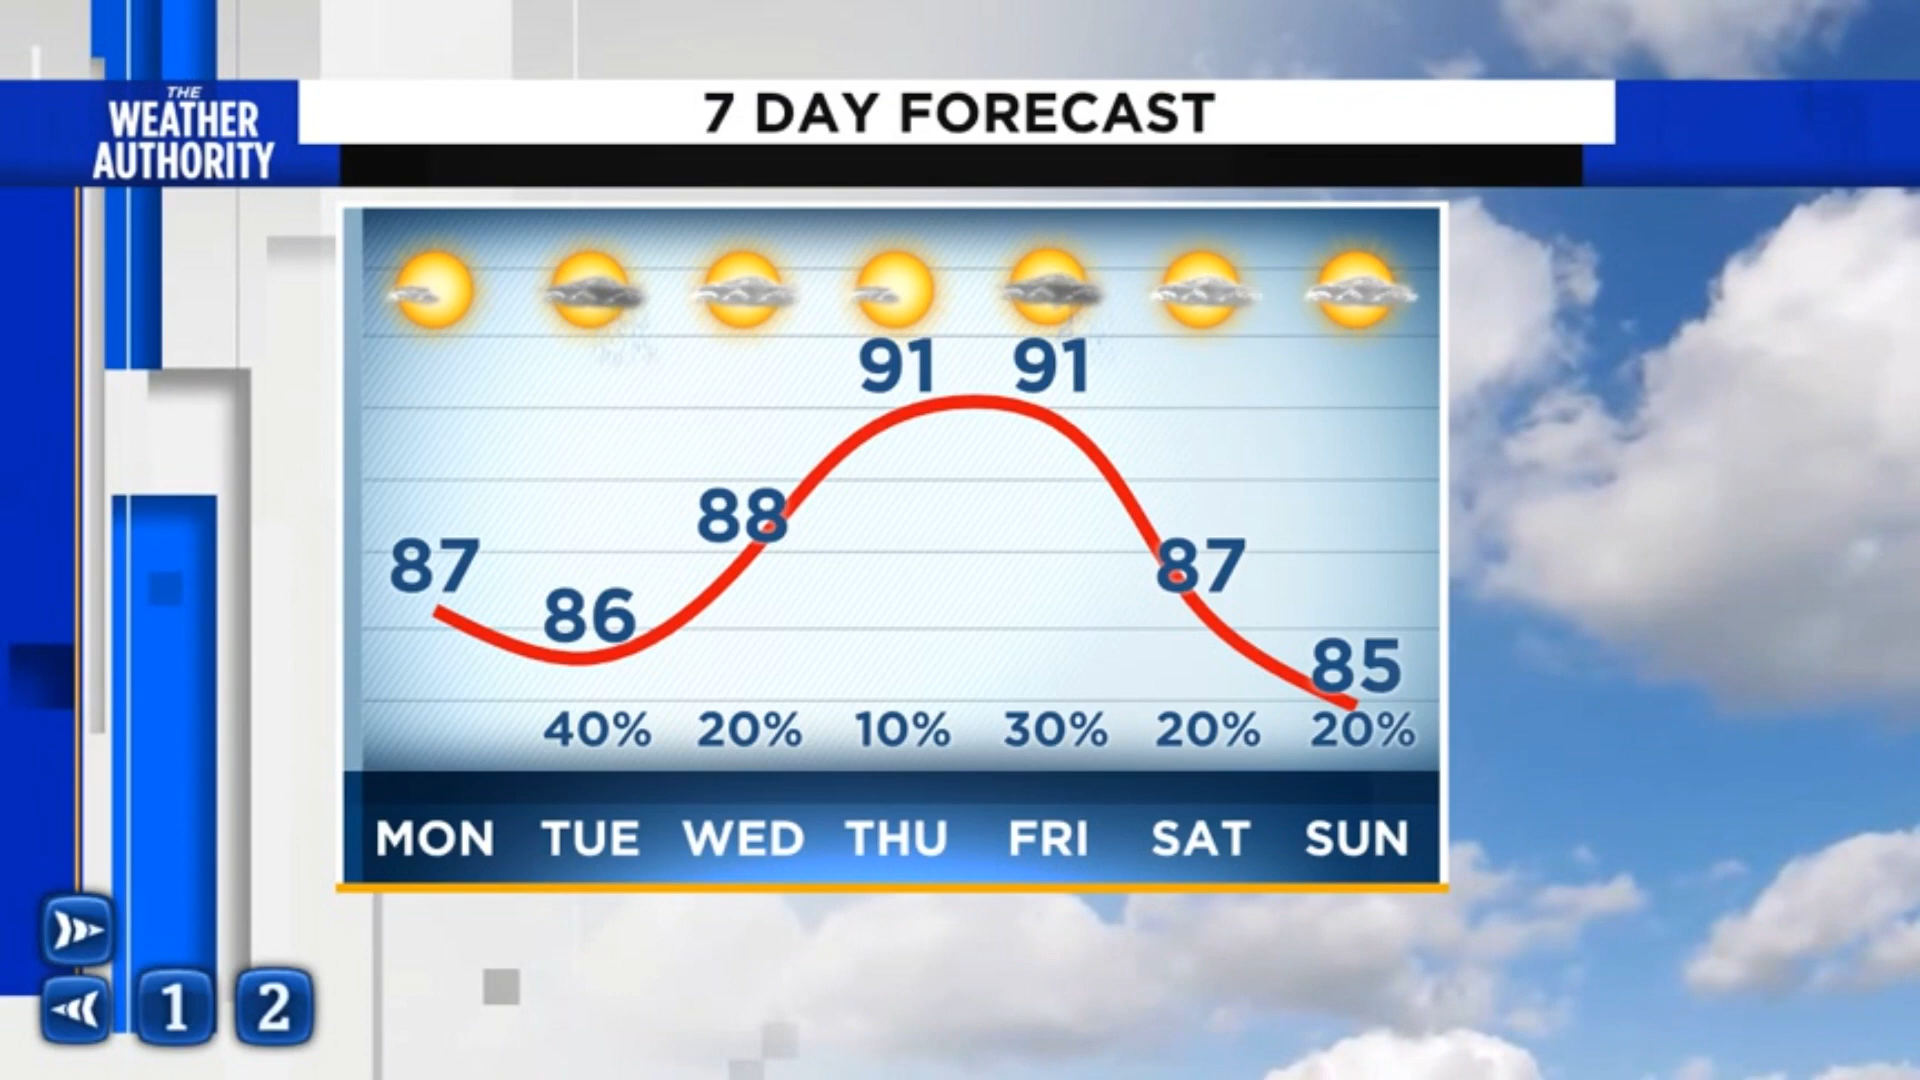 THE
WEATHER
AUTHORITY
7 DAY FORECAST
91 91
88
87 87
86
85
40% 20% 10% 30% 20% 20%
MON TUE WED THU FRI SAT SUN
1 2